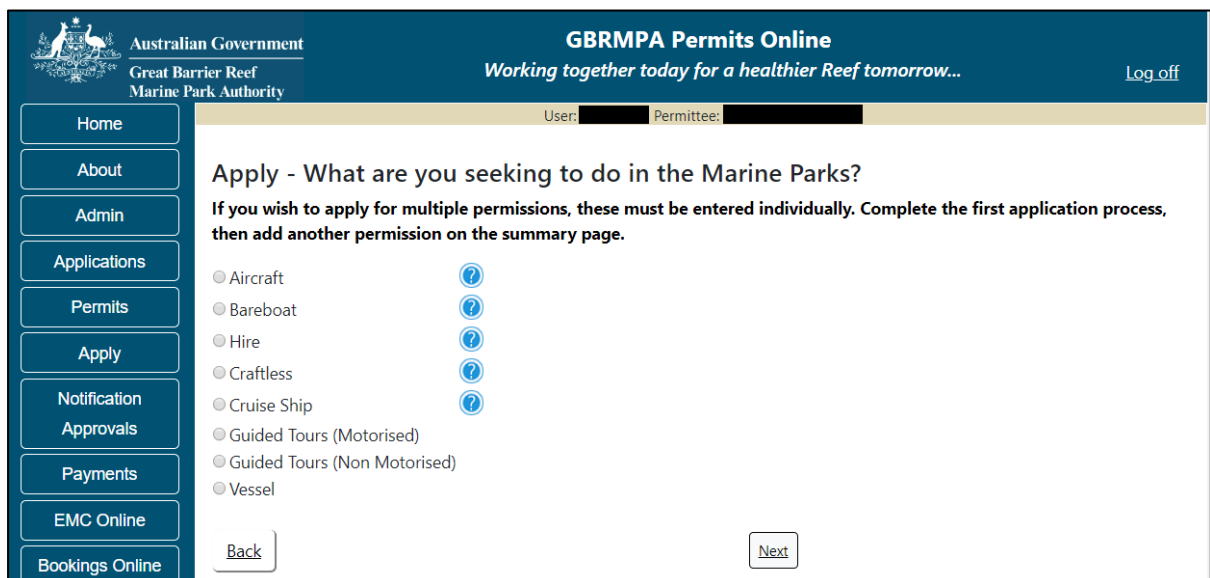 Australian Government
Great Barrier Reef
Marine Park Authority
GBRMPA Permits Online
Working together today for a healthier Reef tomorrow...
Log off
User: Permittee:
Home
About
Admin
Applications
Permits
Apply
Notification
Approvals
Payments
EMC Online
Bookings Online
Apply - What are you seeking to do in the Marine Parks?
If you wish to apply for multiple permissions, these must be entered individually. Complete the first application process,
then add another permission on the summary page.
Aircraft ?
Bareboat ?
Hire ?
Craftless ?
Cruise Ship ?
Guided Tours (Motorised)
Guided Tours (Non Motorised)
Vessel
Back
Next